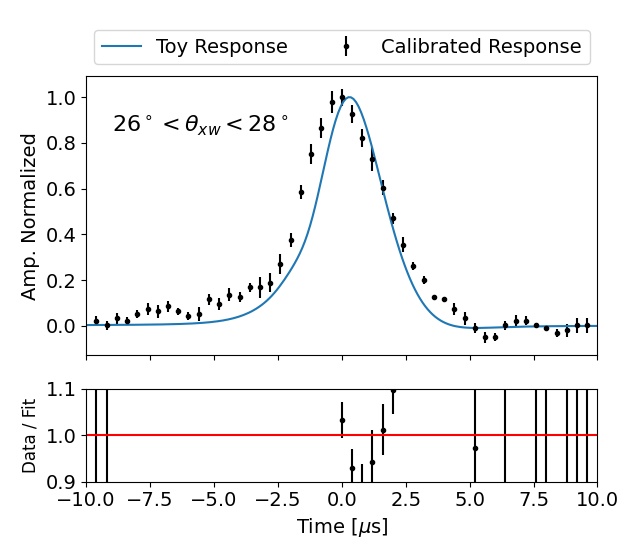 Toy Response Calibrated Response
26° < θxw < 28°
Amp. Normalized
1.0
0.8
0.6
0.4
0.2
0.0
Data / Fit
1.1
1.0
0.9
−10.0 −7.5 −5.0 −2.5 0.0 2.5 5.0 7.5 10.0
Time [μs]